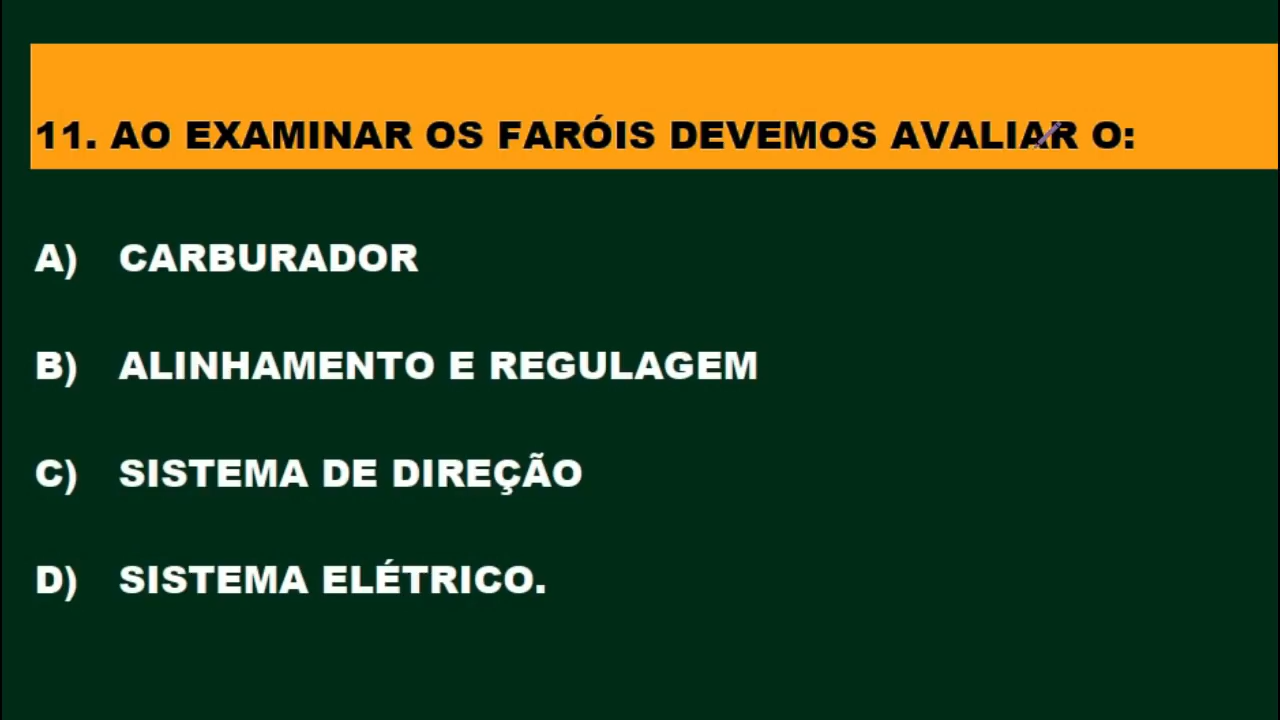 11. AO EXAMINAR OS FARÓIS DEVEMOS AVALIAR O:
A) CARBURADOR
B) ALINHAMENTO E REGULAGEM
C) SISTEMA DE DIREÇÃO
D) SISTEMA ELÉTRICO.